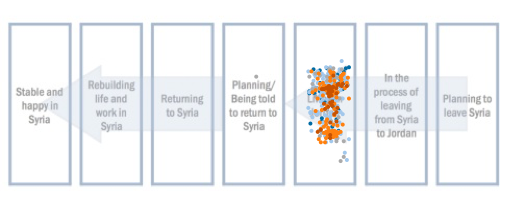 Stable and
happy in
Syria
Rebuilding
life and
work in
Syria
Returning
to Syria
Planning/
Being told
to return to
Syria
In the
process of
leaving
from Syria
to Jordan
Planning to
leave Syria